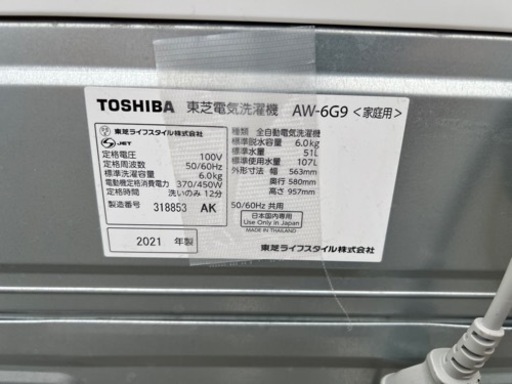 TOSHIBA 東芝電気洗濯機 AW-6G9 <家庭用>
東芝ライフスタイル株式会社
JET
定格電圧 100V
定格周波数 50/60Hz
標準洗濯容量 6.0kg
電動機定格消費電力 370/450W
定格時間 洗いのみ 12分
製造番号 318853 AK
2021 年製
種類 全自動電気洗濯機
標準脱水容量 6.0kg
標準水量 51L
標準使用水量 107L
外形寸法 幅 563mm
奥行 580mm
高さ 957mm
50/60Hz 共用
日本国内専用
Use Only in Japan
MADE IN THAILAND
東芝ライフスタイル株式会社